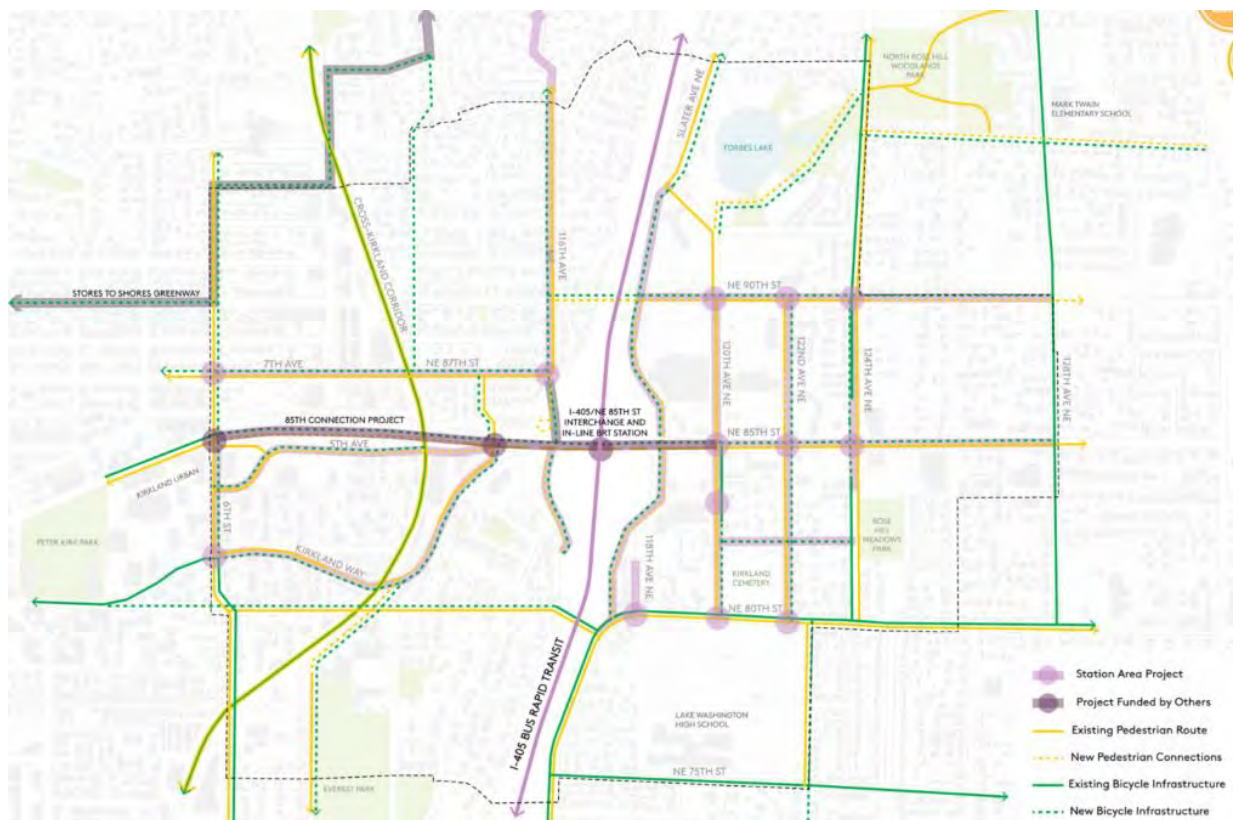 NORTH ROSE HILL
WOODLANDS
PARK
MARK TWAIN
ELEMENTARY SCHOOL
SLATER AVE NE
FORBES LAKE
CROSS-KIRKLAND CORRIDOR
116TH AVE
STORES TO SHORES GREENWAY
NE 90TH ST
120TH AVE NE
122ND AVE NE
124TH AVE NE
128TH AVE NE
7TH AVE
NE 87TH ST
85TH CONNECTION PROJECT
I-405/NE 85TH ST
INTERCHANGE AND
IN-LINE BRT STATION
5TH AVE
NE 85TH ST
KIRKLAND URBAN
6TH ST
PETER KIRK PARK
KIRKLAND WAY
118TH AVE NE
ROSE
HILL
MEADOWS
PARK
KIRKLAND
CEMETERY
NE 80TH ST
I-405 BUS RAPID TRANSIT
LAKE WASHINGTON
HIGH SCHOOL
NE 75TH ST
EVEREST PARK
Station Area Project
Project Funded by Others
Existing Pedestrian Route
New Pedestrian Connections
Existing Bicycle Infrastructure
New Bicycle Infrastructure